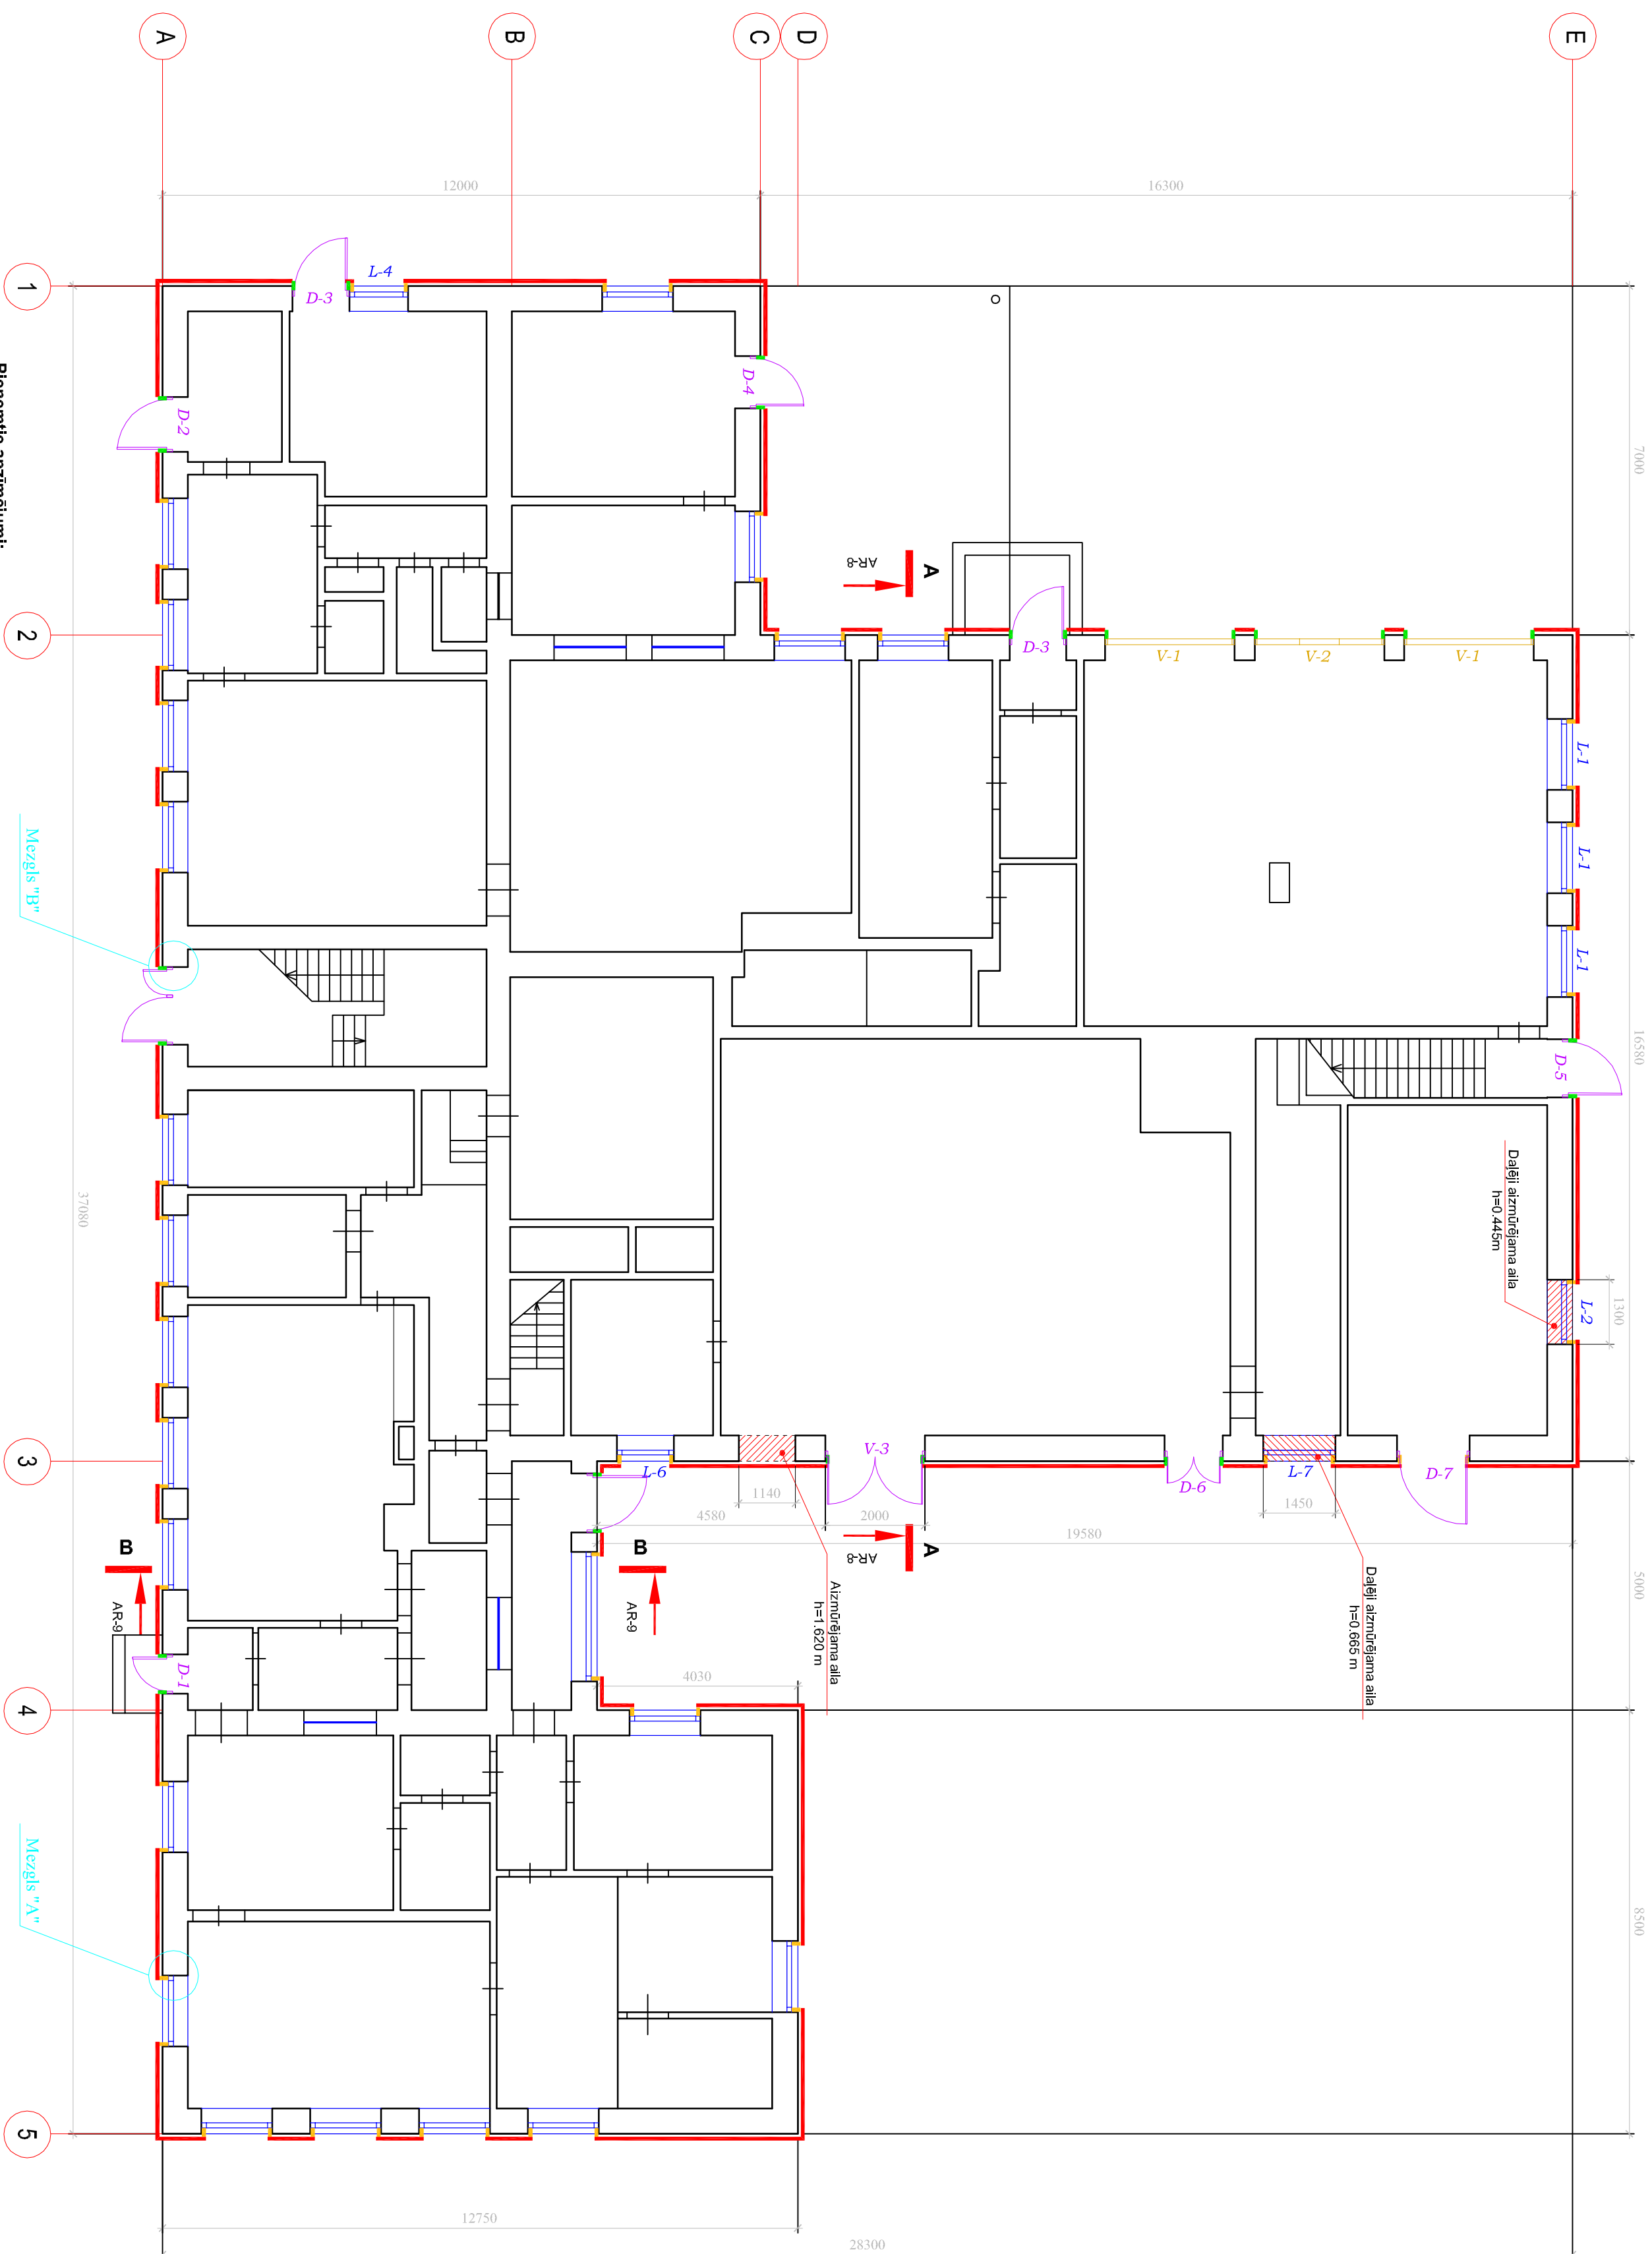 A
B
C
D
E
12000
16300
L-4
D-3
D-4
D-2
7000
AR-8
A
D-3
V-1
V-2
V-1
L-1
L-1
L-1
Mezgls "B"
16580
D-5
Daļēji aizmūrējama aila
h=0.445m
1300
L-2
37080
L-6
V-3
D-6
L-7
D-7
1140
1450
4580
2000
19580
AR-8
A
B
AR-9
B
AR-9
Aizmūrējama aila
h=1.620 m
Daļēji aizmūrējama aila
h=0.665 m
5000
D-1
4030
Mezgls "A"
8500
12750
28300
1
2
3
4
5